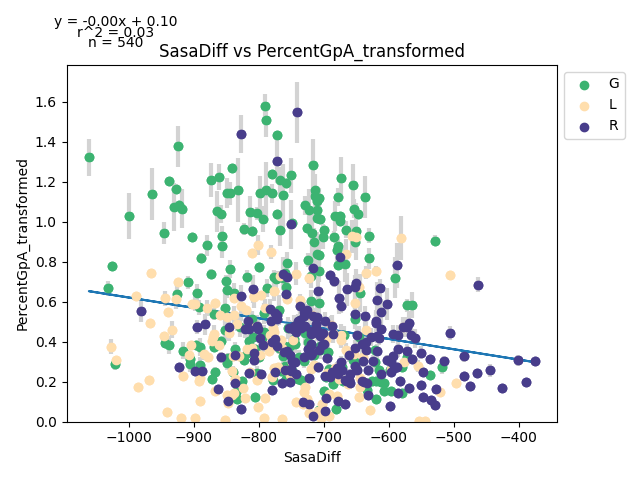 y = -0.00x + 0.10
r^2 = 0.03
n = 540
SasaDiff vs PercentGpA_transformed
G
L
R
PercentGpA_transformed
1.6
1.4
1.2
1.0
0.8
0.6
0.4
0.2
0.0
−1000 −900 −800 −700 −600 −500 −400
SasaDiff